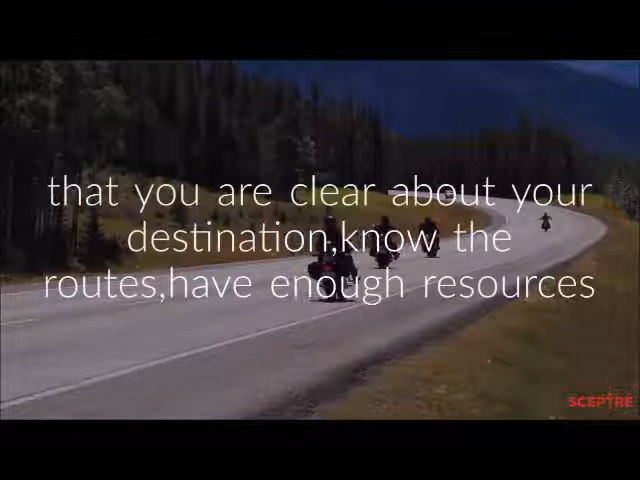 that you are clear about your
destination,know the
routes,have enough resources
SCEPTRE